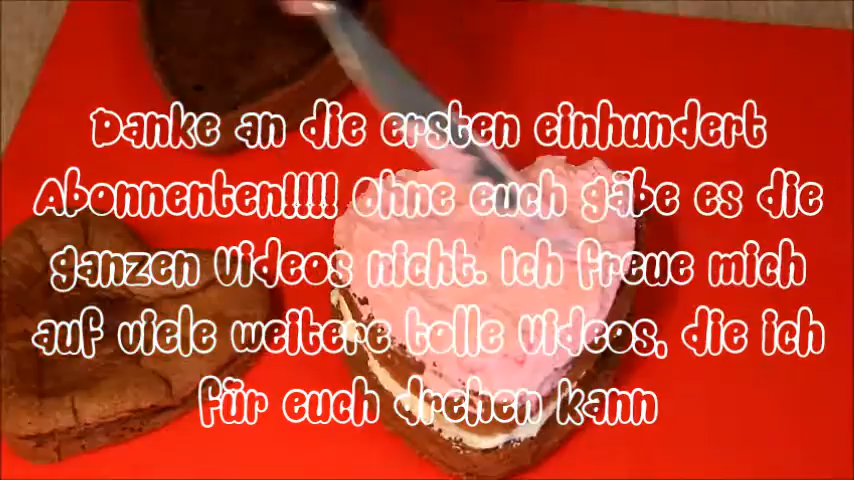 Danke an die ersten einhundert
Abonnenten!!!! Ohne euch gäbe es die
ganzen Videos nicht. Ich freue mich
auf viele weitere tolle Videos, die ich
für euch drehen kann